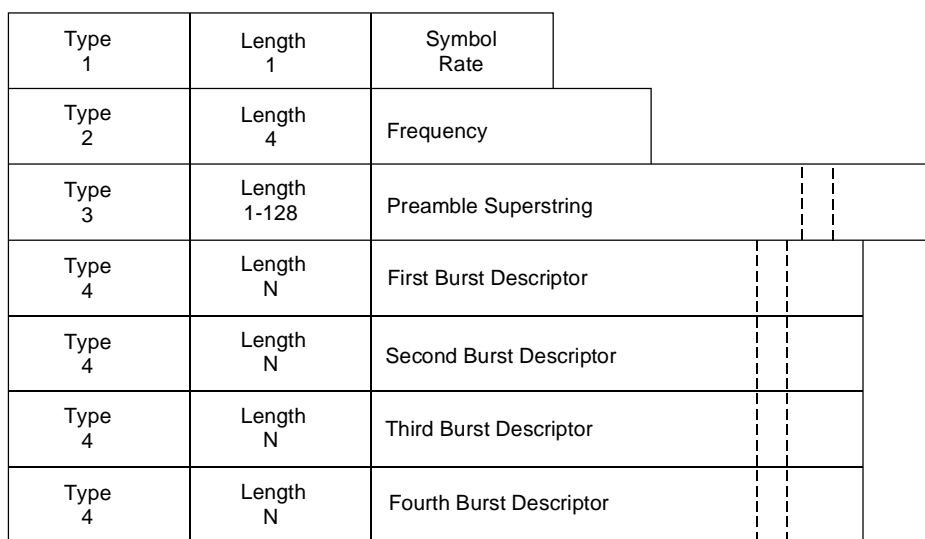 Type
1
Length
1
Symbol
Rate
Type
2
Length
4
Frequency
Type
3
Length
1-128
Preamble Superstring
Type
4
Length
N
First Burst Descriptor
Type
4
Length
N
Second Burst Descriptor
Type
4
Length
N
Third Burst Descriptor
Type
4
Length
N
Fourth Burst Descriptor